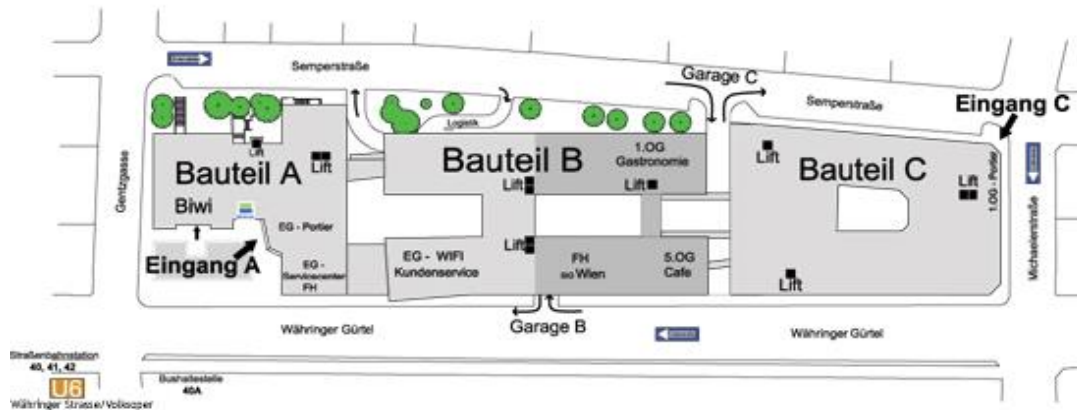 Semperstraße
Garage C
Semperstraße
Eingang C
Gentzgasse
Logistik
Lift
Lift
Bauteil A
Bauteil B
1.OG
Gastronomie
Lift
Bauteil C
1.OG - Portier
Lift
Lift
Lift
Michaelerstraße
Biwi
EG - Portier
Eingang A
EG -
Servicecenter
FH
Lift
EG - WIFI
Kundenservice
FH
Wien
5.OG
Cafe
Lift
Garage B
Währinger Gürtel
Währinger Gürtel
Straßenbahnstation
40, 41, 42
U6
Währinger Strasse/Volksoper
Bushaltestelle
40A